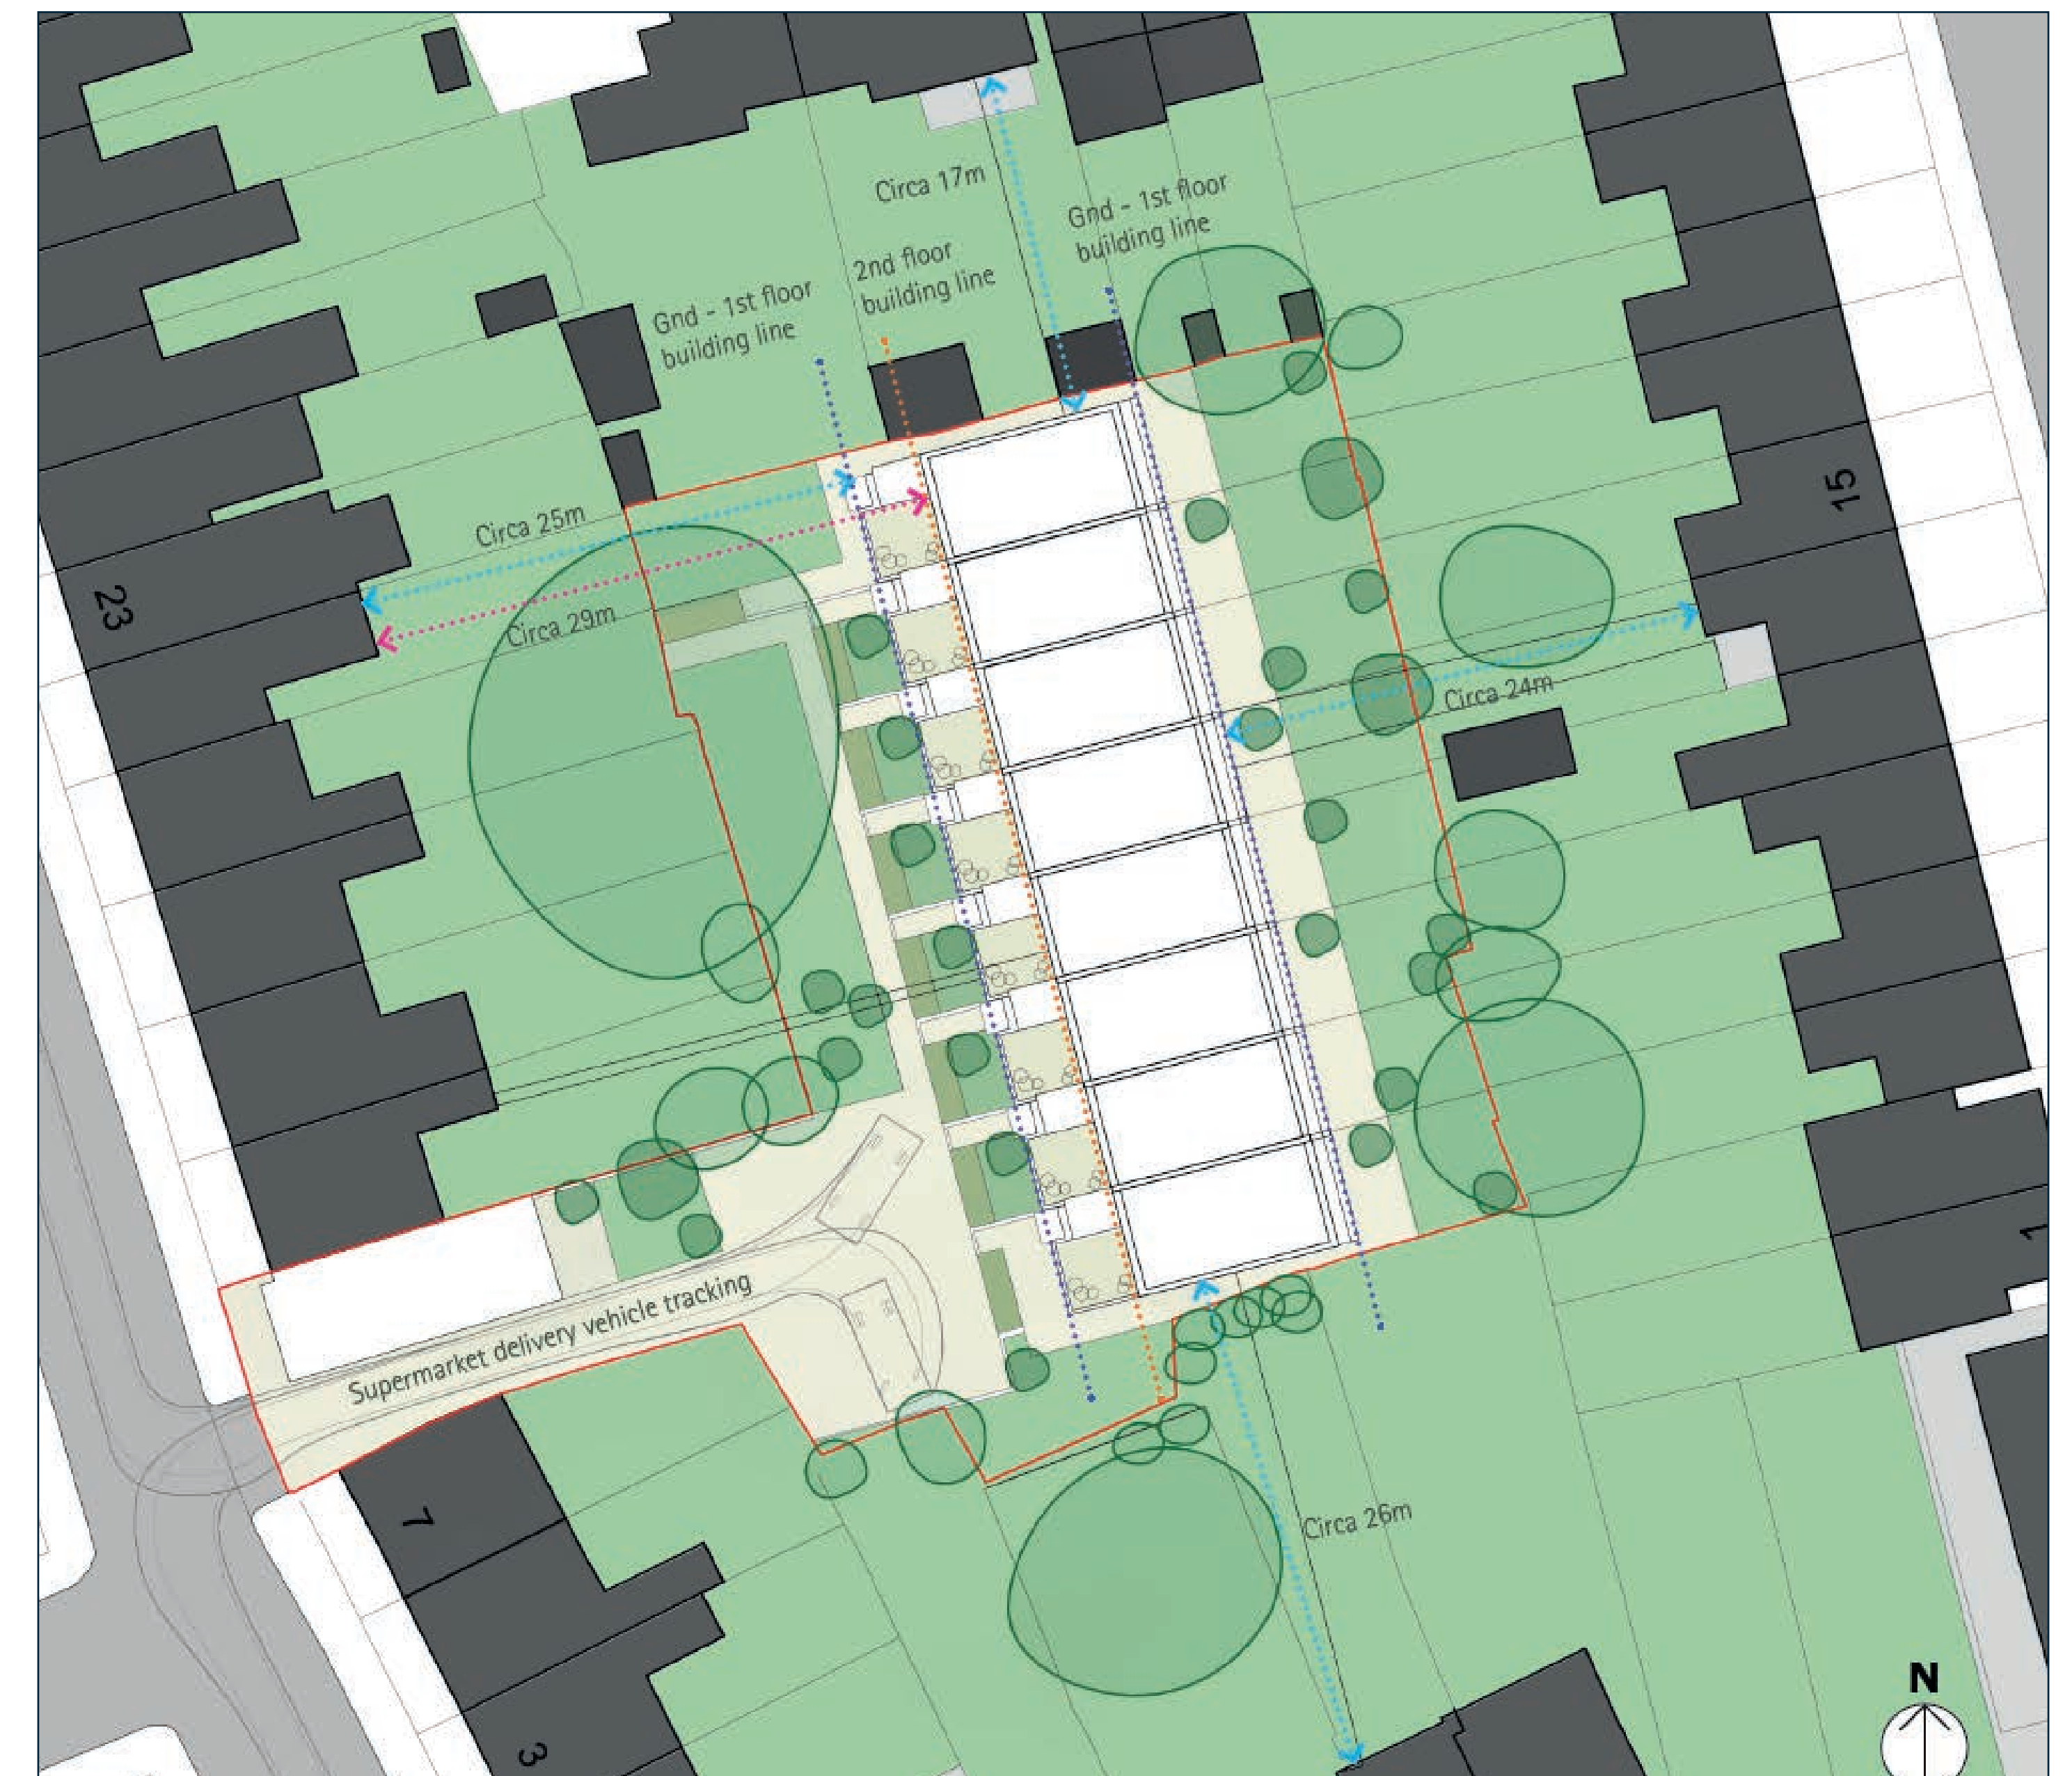 Circa 17m
Gnd - 1st floor
building line
2nd floor
building line
Gnd - 1st floor
building line
Circa 25m
Circa 29m
23
15
Circa 24m
1
Supermarket delivery vehicle tracking
7
Circa 26m
3
N